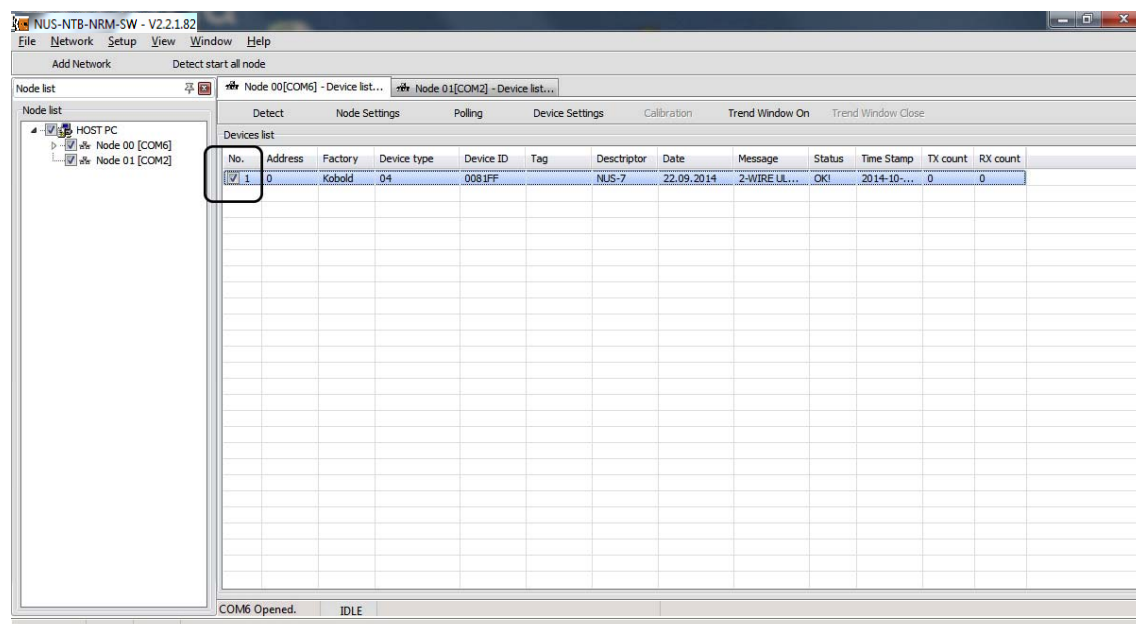 NUS-NTB-NRM-SW - V2.2.1.82
File Network Setup View Window Help
Add Network Detect start all node
Node list
Node 00[COM6] - Device list... Node 01[COM2] - Device list...
Node list
HOST PC
Node 00 [COM6]
Node 01 [COM2]
Detect Node Settings Polling Device Settings Calibration Trend Window On Trend Window Close
Devices list
No. Address Factory Device type Device ID Tag Desctriptor Date Message Status Time Stamp TX count RX count
1 0 Kobold 04 0081FF NUS-7 22.09.2014 2-WIRE UL... OK! 2014-10-... 0 0
COM6 Opened. IDLE